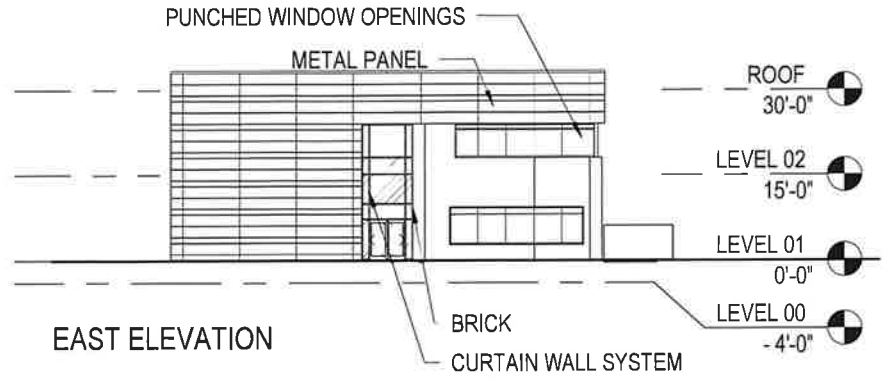 PUNCHED WINDOW OPENINGS
METAL PANEL
ROOF
30'-0"
LEVEL 02
15'-0"
LEVEL 01
0'-0"
LEVEL 00
- 4'-0"
BRICK
EAST ELEVATION
CURTAIN WALL SYSTEM